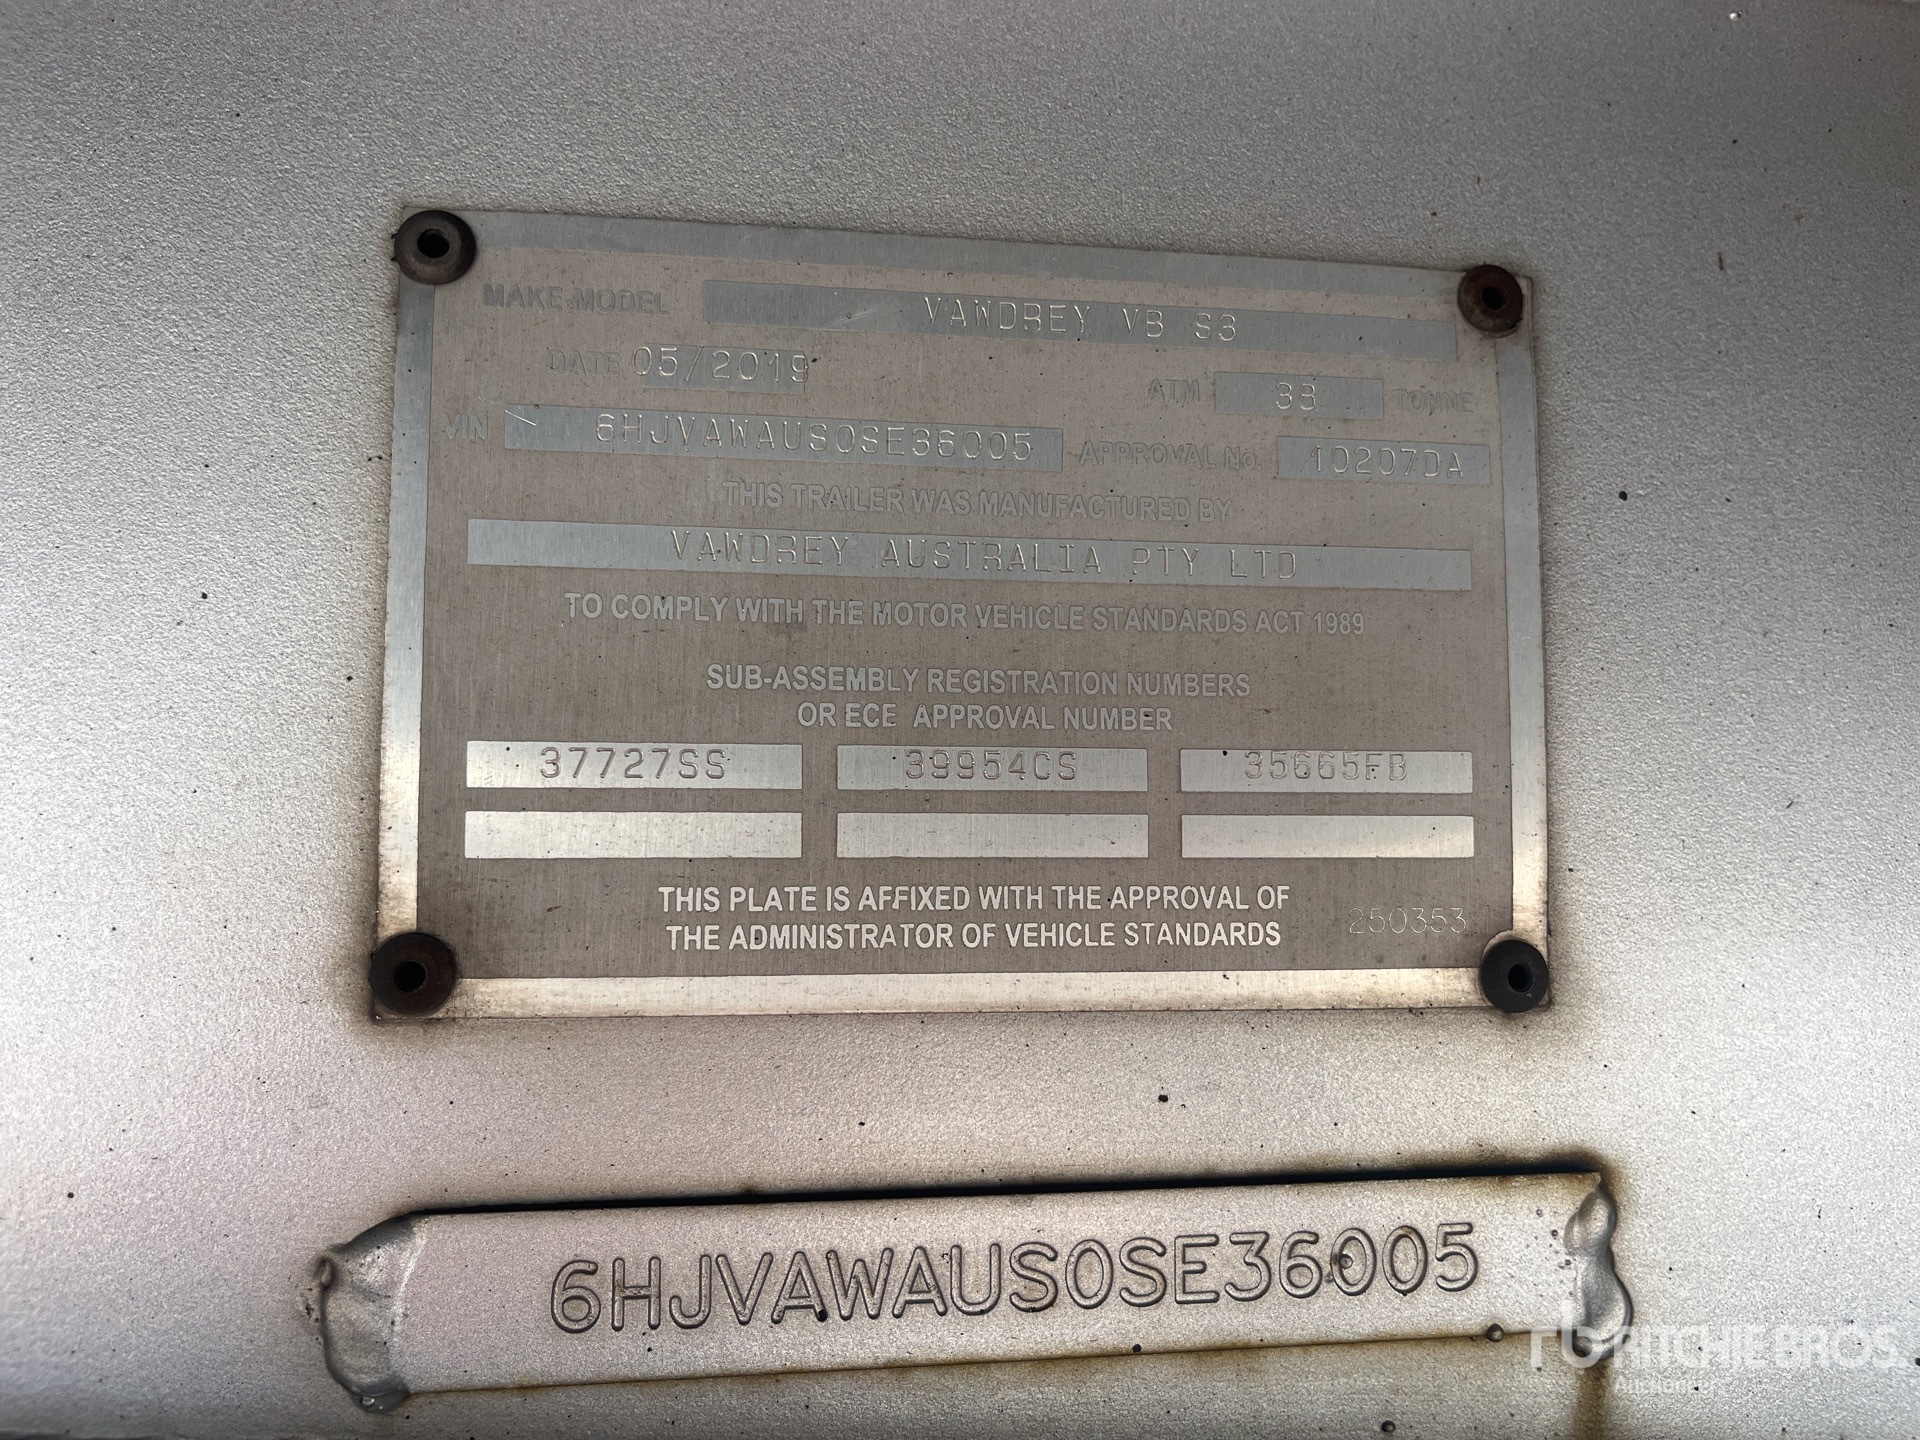 MAKE-MODEL VAWDREY VB S3
DATE 05/2019 ATM 38 TONNE
VIN 6HJVAWAUS0SE36005 APPROVAL No. 10207DA
THIS TRAILER WAS MANUFACTURED BY
VAWDREY AUSTRALIA PTY LTD
TO COMPLY WITH THE MOTOR VEHICLE STANDARDS ACT 1989
SUB-ASSEMBLY REGISTRATION NUMBERS
OR ECE APPROVAL NUMBER
37727SS 39954CS 35665FB
THIS PLATE IS AFFIXED WITH THE APPROVAL OF
THE ADMINISTRATOR OF VEHICLE STANDARDS
250353
6HJVAWAUS0SE36005
rb RITCHIE BROS.
Auctioneers